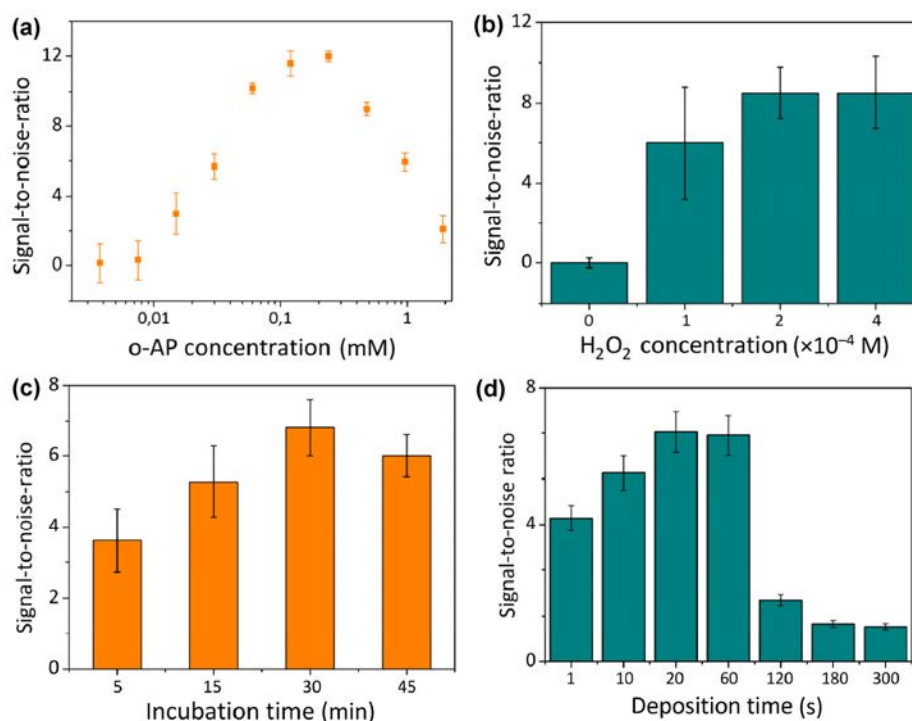 (a)
12
8
4
0
Signal-to-noise-ratio
0,01
0,1
1
o-AP concentration (mM)
(b)
12
8
4
0
Signal-to-noise-ratio
0
1
2
4
H₂O₂ concentration (×10⁻⁴ M)
(c)
8
6
4
2
0
Signal-to-noise-ratio
5
15
30
45
Incubation time (min)
(d)
8
4
0
Signal-to-noise ratio
1
10
20
60
120
180
300
Deposition time (s)